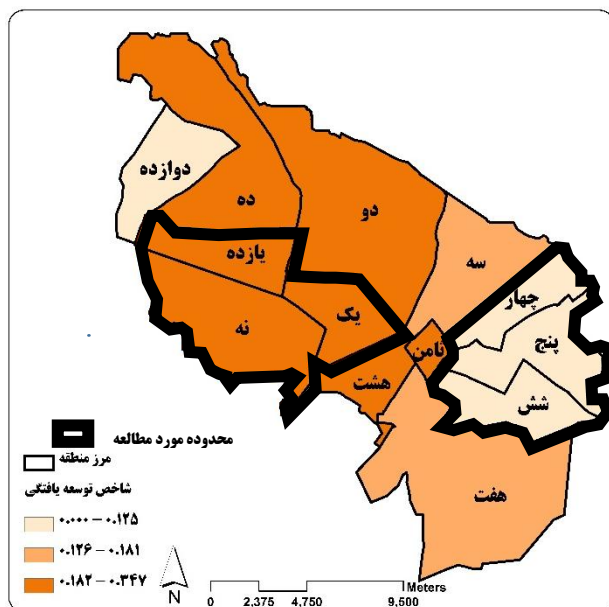 دوازده
ده
دو
سه
یازده
چهار
یک
نه
پنج
ثامن
هشت
شش
هفت
محدوده مورد مطالعه
مرز منطقه
شاخص توسعه یافتگی
۰.۰۰۰ – ۰.۱۲۵
۰.۱۲۶ – ۰.۱۸۱
۰.۱۸۲ – ۰.۳۴۷
N
Meters
0 2,375 4,750 9,500